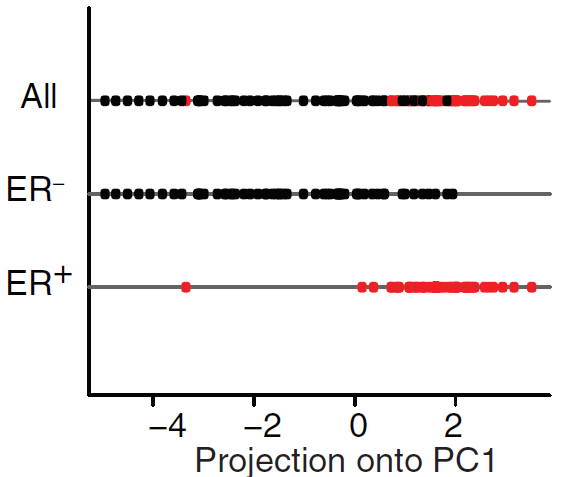 All
ER⁻
ER⁺
−4 −2 0 2
Projection onto PC1